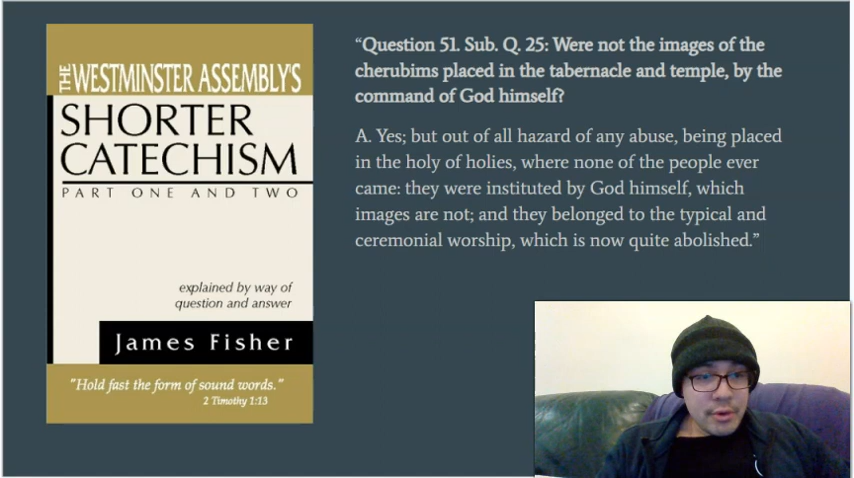 THE
WESTMINSTER ASSEMBLY'S
SHORTER
CATECHISM
PART ONE AND TWO
explained by way of
question and answer
James Fisher
"Hold fast the form of sound words."
2 Timothy 1:13
“Question 51. Sub. Q. 25: Were not the images of the
cherubims placed in the tabernacle and temple, by the
command of God himself?
A. Yes; but out of all hazard of any abuse, being placed
in the holy of holies, where none of the people ever
came: they were instituted by God himself, which
images are not; and they belonged to the typical and
ceremonial worship, which is now quite abolished.”